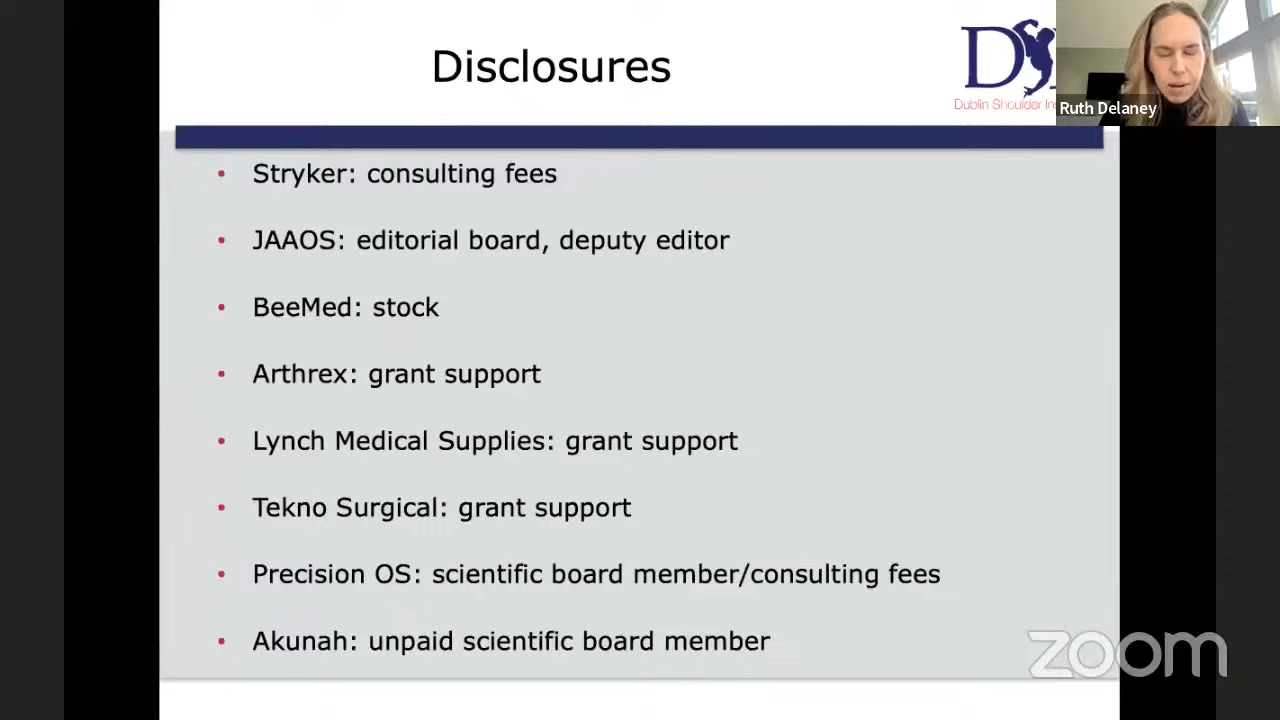 Disclosures
Dublin Shoulder
Ruth Delaney
• Stryker: consulting fees
• JAAOS: editorial board, deputy editor
• BeeMed: stock
• Arthrex: grant support
• Lynch Medical Supplies: grant support
• Tekno Surgical: grant support
• Precision OS: scientific board member/consulting fees
• Akunah: unpaid scientific board member
zoom